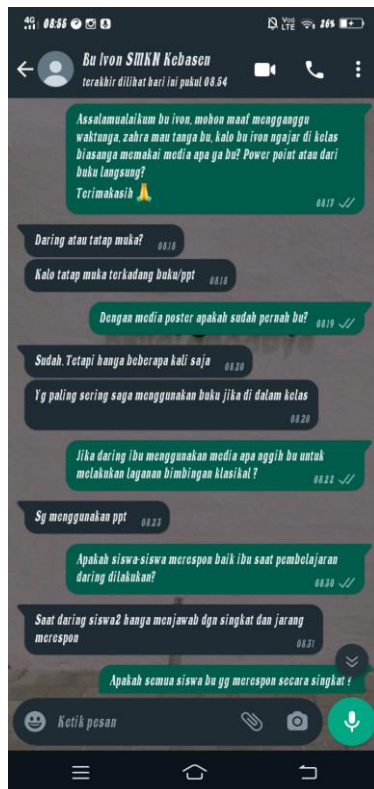 4G 08:55 Vo) LTE 26%
Bu Ivon SMKN Kebasen
terakhir dilihat hari ini pukul 08.54
Assalamualaikum bu ivon, mohon maaf mengganggu
waktunya, zahra mau tanya bu, kalo bu ivon ngajar di kelas
biasanya memakai media apa ya bu? Power point atau dari
buku langsung?
Terimakasih 🙏
08.17
Daring atau tatap muka? 08.18
Kalo tatap muka terkadang buku/ppt 08.18
Dengan media poster apakah sudah pernah bu? 08.19
Sudah. Tetapi hanya beberapa kali saja 08.20
Yg paling sering saya menggunakan buku jika di dalam kelas
08.20
Jika daring ibu menggunakan media apa nggih bu untuk
melakukan layanan bimbingan klasikal? 08.22
Sy menggunakan ppt 08.23
Apakah siswa-siswa merespon baik ibu saat pembelajaran
daring dilakukan? 08.30
Saat daring siswa2 hanya menjawab dgn singkat dan jarang
merespon 08.31
Apakah semua siswa bu yg merespon secara singkat?
Ketik pesan